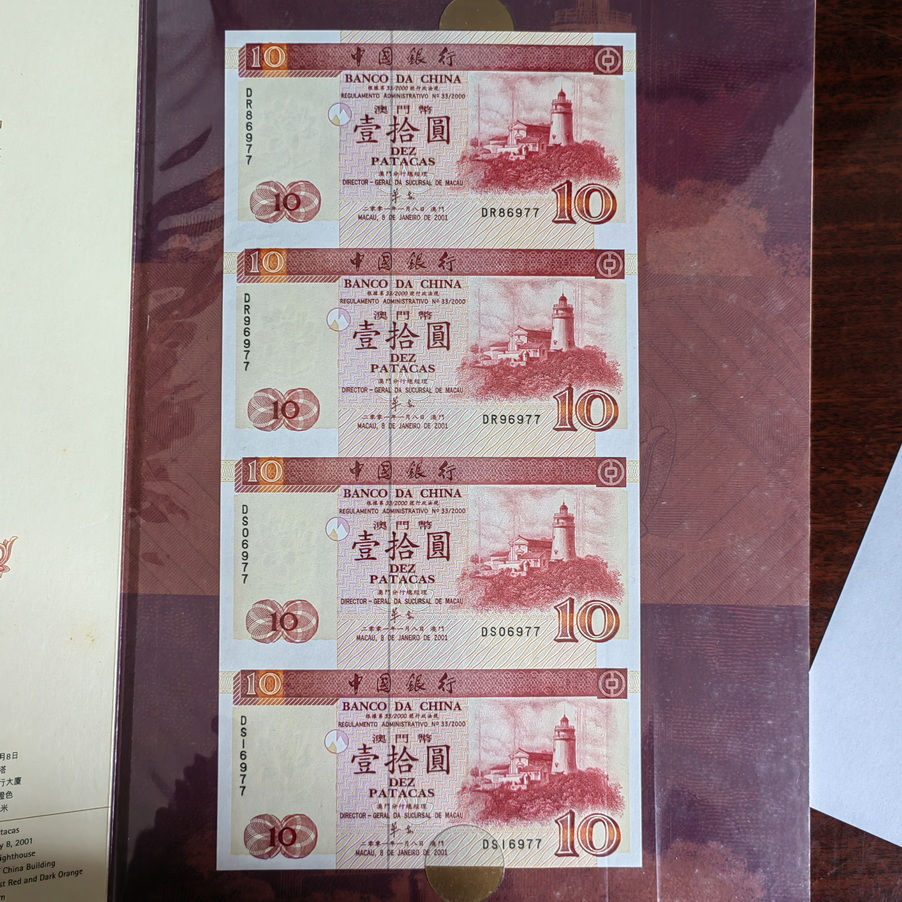 10 中國銀行
BANCO DA CHINA
根據第33/2000號行政法規
REGULAMENTO ADMINISTRATIVO Nº 33/2000
DR86977
澳門幣
壹拾圓
DEZ
PATACAS
澳門分行總經理
DIRECTOR-GERAL DA SUCURSAL DE MACAU
10
二零零一年一月八日 澳門
MACAU, 8 DE JANEIRO DE 2001
DR86977 10
10 中國銀行
BANCO DA CHINA
根據第33/2000號行政法規
REGULAMENTO ADMINISTRATIVO Nº 33/2000
DR96977
澳門幣
壹拾圓
DEZ
PATACAS
澳門分行總經理
DIRECTOR-GERAL DA SUCURSAL DE MACAU
10
二零零一年一月八日 澳門
MACAU, 8 DE JANEIRO DE 2001
DR96977 10
10 中國銀行
BANCO DA CHINA
根據第33/2000號行政法規
REGULAMENTO ADMINISTRATIVO Nº 33/2000
DS06977
澳門幣
壹拾圓
DEZ
PATACAS
澳門分行總經理
DIRECTOR-GERAL DA SUCURSAL DE MACAU
10
二零零一年一月八日 澳門
MACAU, 8 DE JANEIRO DE 2001
DS06977 10
10 中國銀行
BANCO DA CHINA
根據第33/2000號行政法規
REGULAMENTO ADMINISTRATIVO Nº 33/2000
DS16977
澳門幣
壹拾圓
DEZ
PATACAS
澳門分行總經理
DIRECTOR-GERAL DA SUCURSAL DE MACAU
10
二零零一年一月八日 澳門
MACAU, 8 DE JANEIRO DE 2001
DS16977 10
月8日
塔
行大廈
橙色
米
tacas
y 8, 2001
ighthouse
China Building
st Red and Dark Orange
m